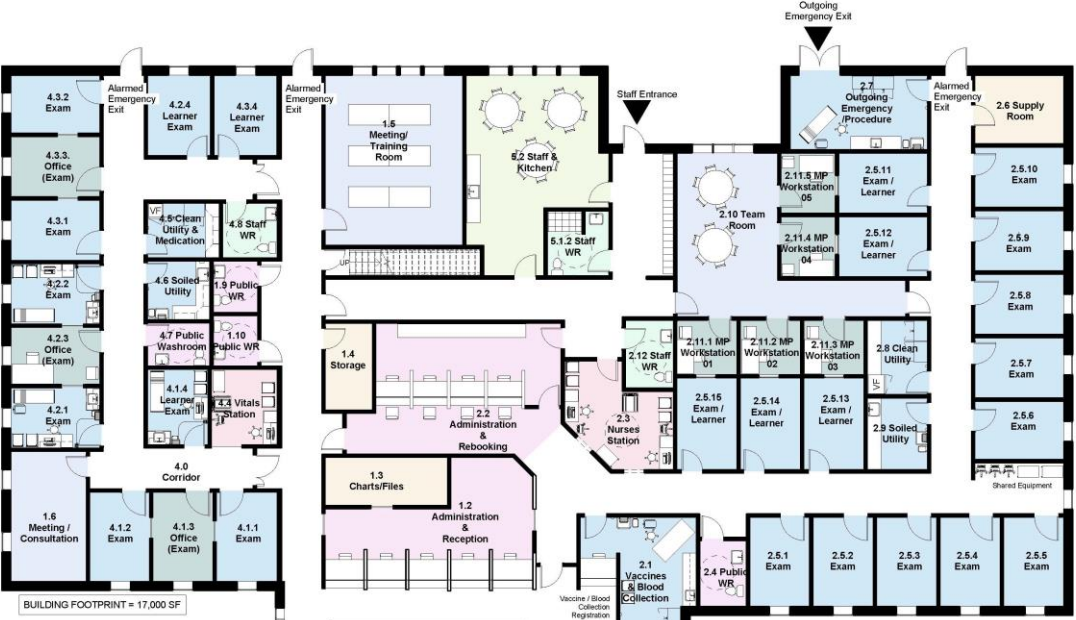 Outgoing
Emergency Exit
Staff Entrance
4.3.2
Exam
Alarmed
Emergency
Exit
4.2.4
Learner
Exam
4.3.4
Learner
Exam
Alarmed
Emergency
Exit
1.5
Meeting/
Training
Room
5.2 Staff &
Kitchen
2.7
Outgoing
Emergency
/Procedure
Alarmed
Emergency
Exit
2.6 Supply
Room
4.3.3.
Office
(Exam)
4.3.1
Exam
VF
4.5 Clean
Utility &
Medication
4.8 Staff
WR
UP
5.1.2 Staff
WR
2.10 Team
Room
2.11.5 MP
Workstation
05
2.5.11
Exam /
Learner
2.5.10
Exam
2.11.4 MP
Workstation
04
2.5.12
Exam /
Learner
2.5.9
Exam
4.2.2
Exam
4.6 Soiled
Utility
1.9 Public
WR
2.5.8
Exam
4.2.3
Office
(Exam)
4.7 Public
Washroom
1.10
Public WR
1.4
Storage
2.12 Staff
WR
2.11.1 MP
Workstation
01
2.11.2 MP
Workstation
02
2.11.3 MP
Workstation
03
2.8 Clean
Utility
VF
2.5.7
Exam
4.2.1
Exam
4.1.4
Learner
Exam
4.4 Vitals
Station
2.2
Administration
&
Rebooking
2.3
Nurses
Station
2.5.15
Exam /
Learner
2.5.14
Exam /
Learner
2.5.13
Exam /
Learner
2.9 Soiled
Utility
2.5.6
Exam
4.0
Corridor
1.3
Charts/Files
Shared Equipment
1.6
Meeting /
Consultation
4.1.2
Exam
4.1.3
Office
(Exam)
4.1.1
Exam
1.2
Administration
&
Reception
2.1
Vaccines
& Blood
Collection
2.4 Public
WR
2.5.1
Exam
2.5.2
Exam
2.5.3
Exam
2.5.4
Exam
2.5.5
Exam
Vaccine / Blood
Collection
Registration
BUILDING FOOTPRINT = 17,000 SF